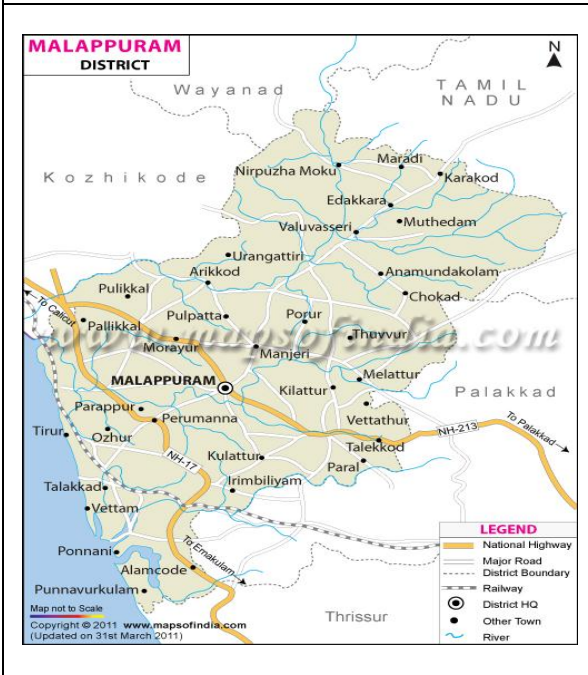 MALAPPURAM
DISTRICT
N
Wayanad
TAMIL
NADU
Kozhikode
Nirpuzha Moku
Maradi
Karakod
Edakkara
Muthedam
Valuvasseri
Urangattiri
Arikkod
Anamundakolam
Pulikkal
Chokad
To Calicut
Pallikkal
Pulpatta
Porur
Thuyvur
www.mapsofindia.com
Morayur
Manjeri
MALAPPURAM
Kilattur
Melattur
Palakkad
Parappur
Perumanna
Vettathur
To Palakkad
Tirur
Ozhur
NH-213
Talekkod
NH-17
Kulattur
Paral
Irimbiliyam
Talakkad
Vettam
Ponnani
To Ernakulam
Alamcode
Punnavurkulam
Thrissur
LEGEND
National Highway
Major Road
District Boundary
Railway
District HQ
Other Town
River
Map not to Scale
Copyright © 2011 www.mapsofindia.com
(Updated on 31st March 2011)